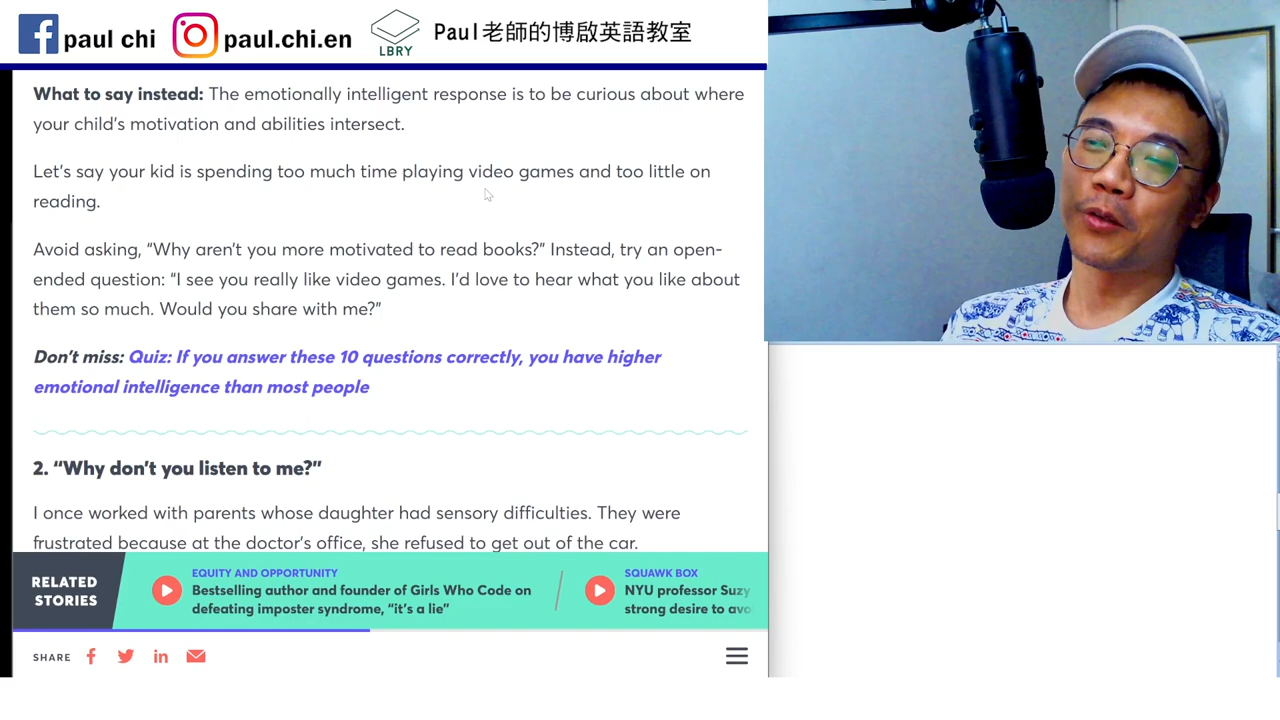 paul chi
paul.chi.en
LBRY
Paul老師的博啟英語教室
What to say instead: The emotionally intelligent response is to be curious about where
your child's motivation and abilities intersect.
Let's say your kid is spending too much time playing video games and too little on
reading.
Avoid asking, “Why aren't you more motivated to read books?” Instead, try an open-
ended question: “I see you really like video games. I'd love to hear what you like about
them so much. Would you share with me?”
Don't miss: Quiz: If you answer these 10 questions correctly, you have higher
emotional intelligence than most people
2. “Why don't you listen to me?”
I once worked with parents whose daughter had sensory difficulties. They were
frustrated because at the doctor's office, she refused to get out of the car.
RELATED
STORIES
EQUITY AND OPPORTUNITY
Bestselling author and founder of Girls Who Code on
defeating imposter syndrome, “it's a lie”
SQUAWK BOX
NYU professor Suzy
strong desire to avo
SHARE